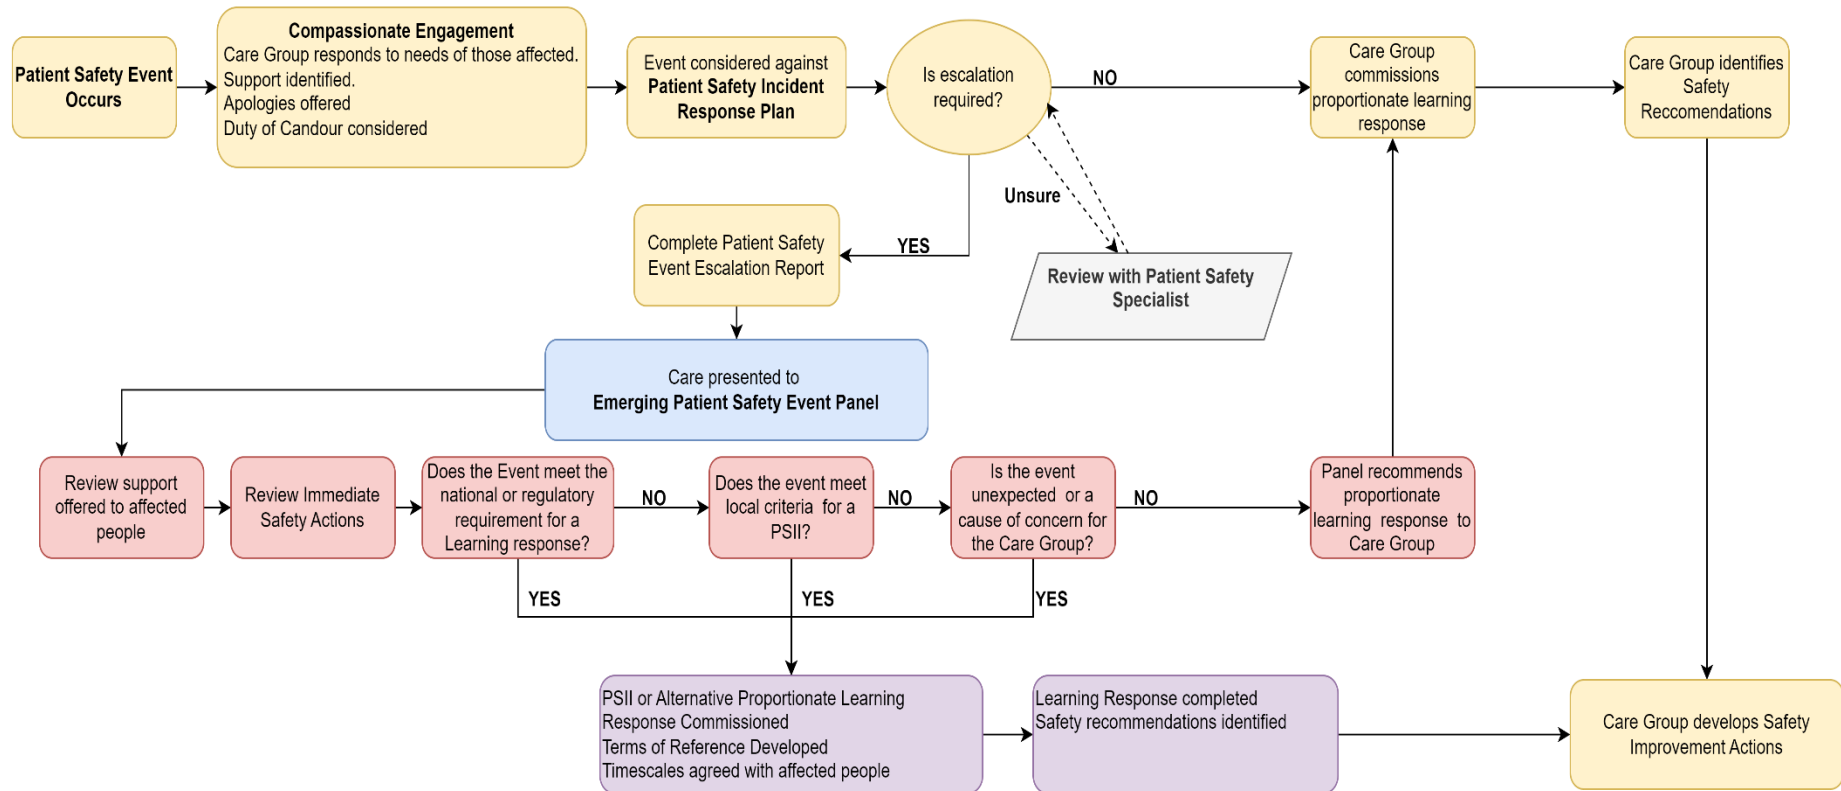 Patient Safety Event
Occurs
Compassionate Engagement
Care Group responds to needs of those affected.
Support identified.
Apologies offered
Duty of Candour considered
Event considered against
Patient Safety Incident
Response Plan
Is escalation
required?
NO
Care Group
commissions
proportionate learning
response
Care Group identifies
Safety
Reccomendations
Unsure
YES
Complete Patient Safety
Event Escalation Report
Review with Patient Safety
Specialist
Care presented to
Emerging Patient Safety Event Panel
Review support
offered to affected
people
Review Immediate
Safety Actions
Does the Event meet the
national or regulatory
requirement for a
Learning response?
NO
Does the event meet
local criteria for a
PSII?
NO
Is the event
unexpected or a
cause of concern for
the Care Group?
NO
Panel recommends
proportionate
learning response to
Care Group
YES
YES
YES
PSII or Alternative Proportionate Learning
Response Commissioned
Terms of Reference Developed
Timescales agreed with affected people
Learning Response completed
Safety recommendations identified
Care Group develops Safety
Improvement Actions